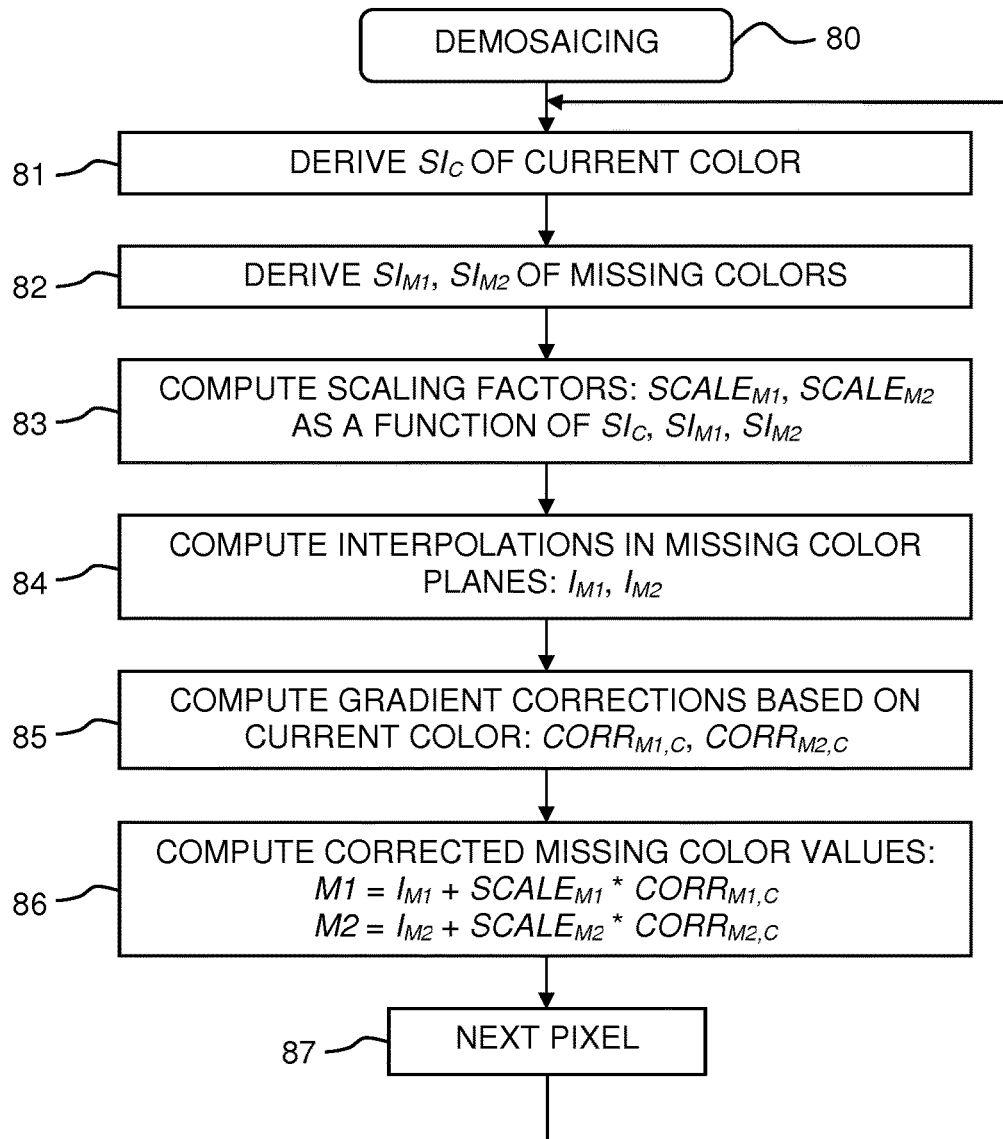 DEMOSAICING
80
81
DERIVE SI_C OF CURRENT COLOR
82
DERIVE SI_M1, SI_M2 OF MISSING COLORS
83
COMPUTE SCALING FACTORS: SCALE_M1, SCALE_M2
AS A FUNCTION OF SI_C, SI_M1, SI_M2
84
COMPUTE INTERPOLATIONS IN MISSING COLOR
PLANES: I_M1, I_M2
85
COMPUTE GRADIENT CORRECTIONS BASED ON
CURRENT COLOR: CORR_M1,C, CORR_M2,C
86
COMPUTE CORRECTED MISSING COLOR VALUES:
M1 = I_M1 + SCALE_M1 * CORR_M1,C
M2 = I_M2 + SCALE_M2 * CORR_M2,C
87
NEXT PIXEL